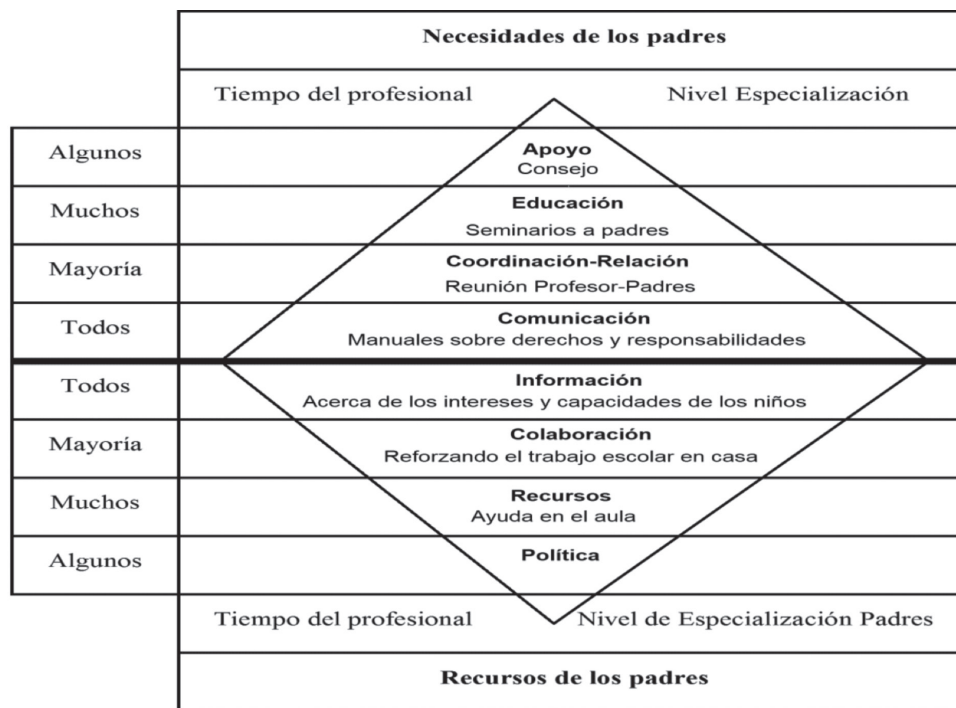 Necesidades de los padres
Tiempo del profesional Nivel Especialización
Algunos Apoyo
Consejo
Muchos Educación
Seminarios a padres
Mayoría Coordinación-Relación
Reunión Profesor-Padres
Todos Comunicación
Manuales sobre derechos y responsabilidades
Todos Información
Acerca de los intereses y capacidades de los niños
Mayoría Colaboración
Reforzando el trabajo escolar en casa
Muchos Recursos
Ayuda en el aula
Algunos Política
Tiempo del profesional Nivel de Especialización Padres
Recursos de los padres